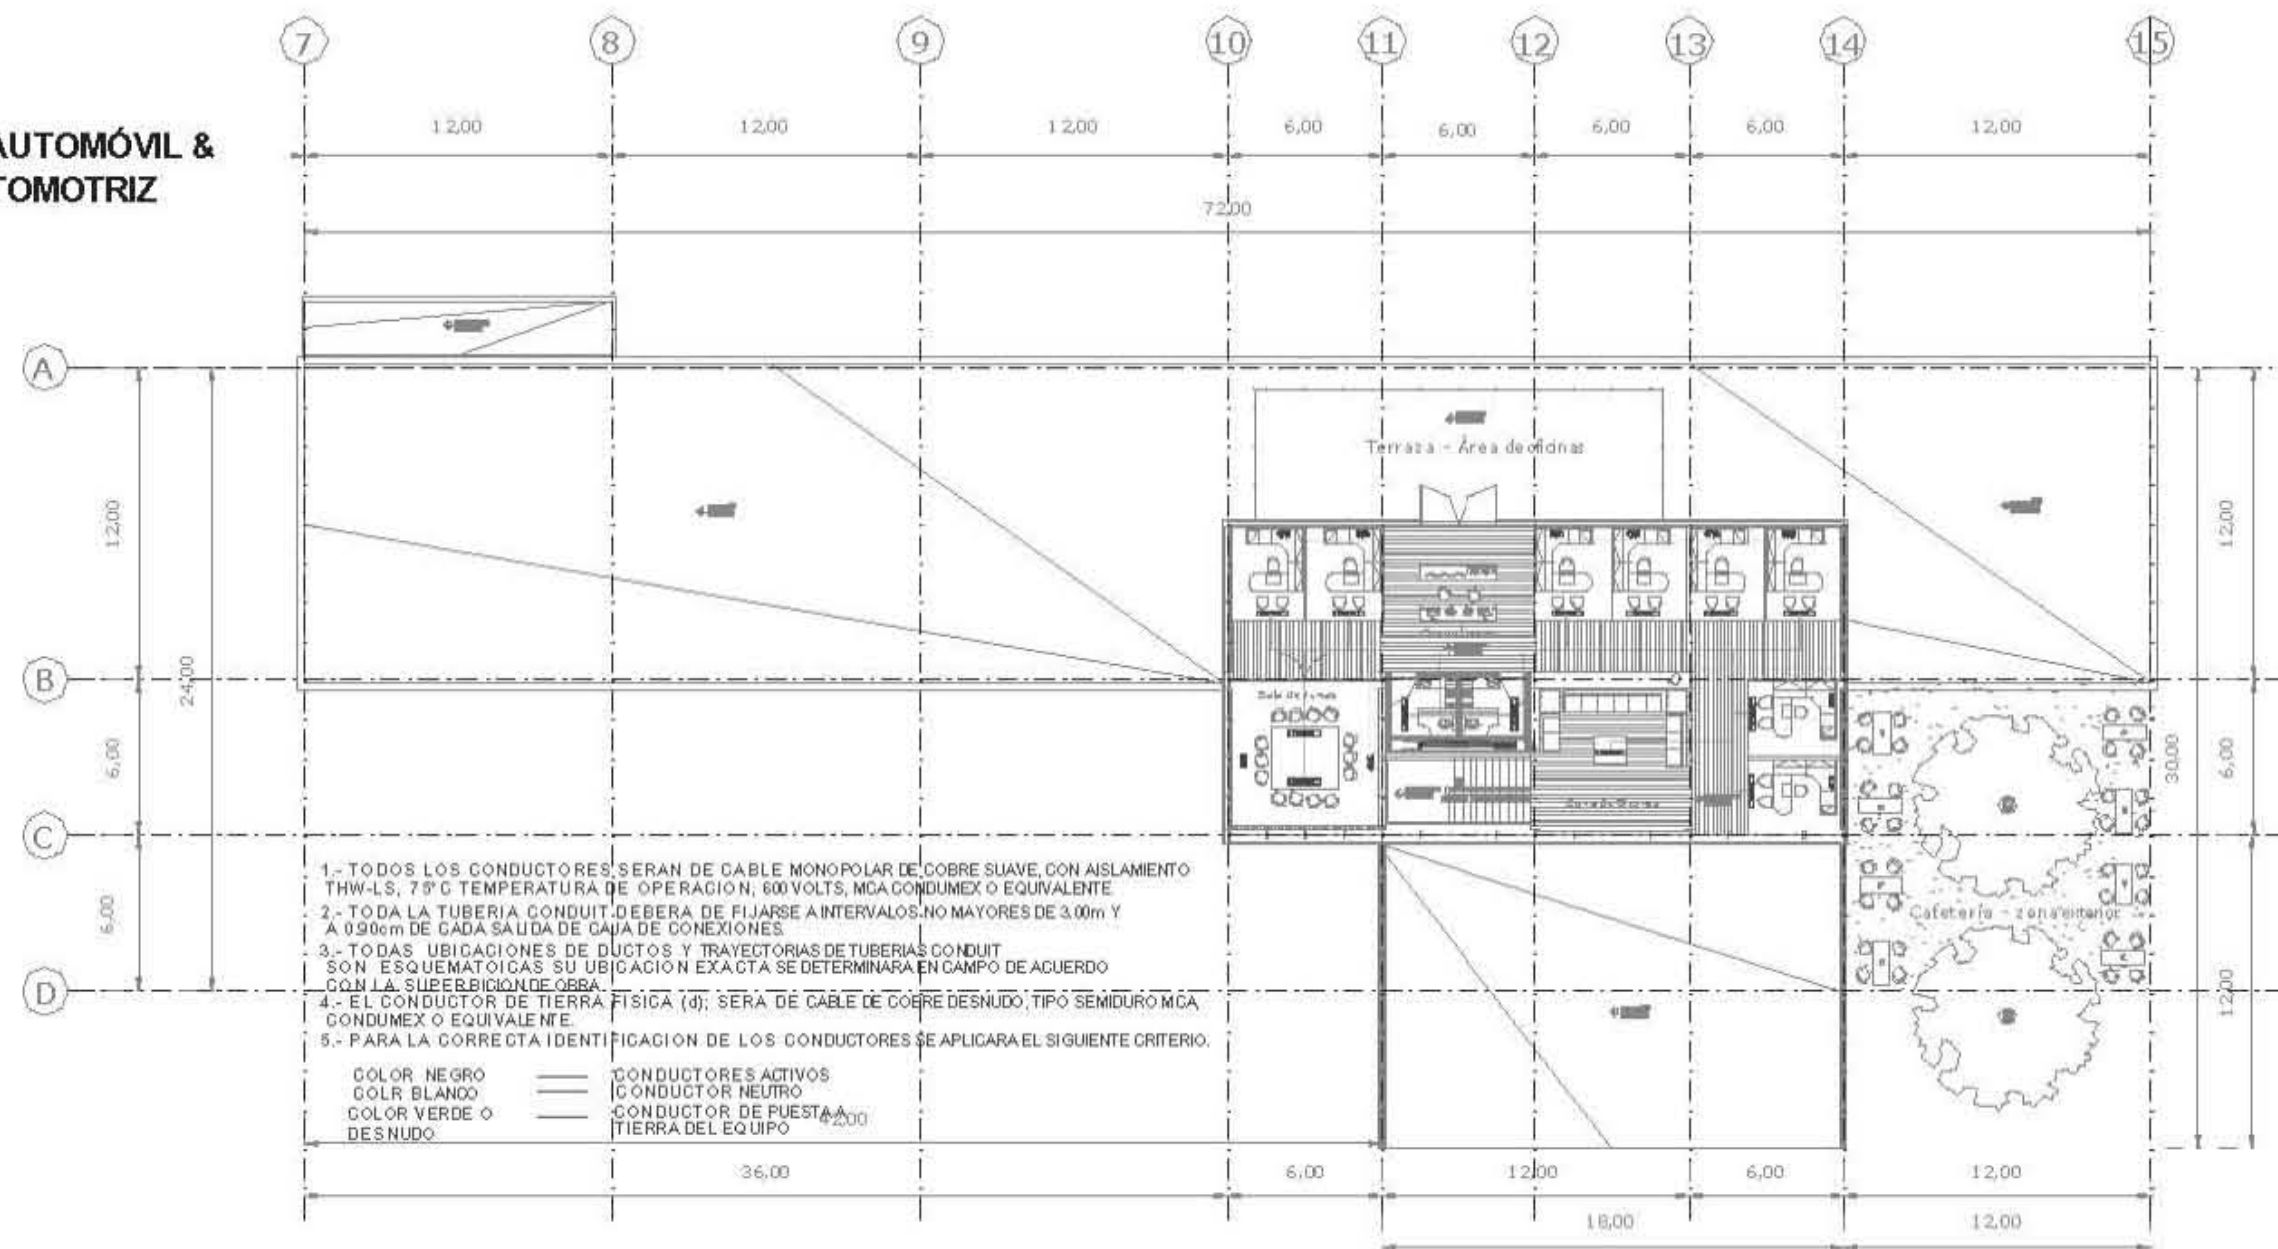 7 8 9 10 11 12 13 14 15
AUTOMÓVIL &
TOMOTRIZ
12,00 12,00 12,00 6,00 6,00 6,00 6,00 12,00
72,00
A
Terraza - Área de oficinas
12,00
12,00
B
24,00
6,00
30,00
6,00
C
1.- TODOS LOS CONDUCTORES SERAN DE CABLE MONOPOLAR DE COBRE SUAVE, CON AISLAMIENTO
THW-LS, 75°C TEMPERATURA DE OPERACION, 600 VOLTS, MCA CONDUMEX O EQUIVALENTE
2.- TODA LA TUBERIA CONDUIT DEBERA DE FIJARSE A INTERVALOS NO MAYORES DE 3.00m Y
A 0.90cm DE CADA SALIDA DE CAJA DE CONEXIONES.
3.- TODAS UBICACIONES DE DUCTOS Y TRAYECTORIAS DE TUBERIAS CONDUIT
SON ESQUEMATOICAS SU UBICACION EXACTA SE DETERMINARA EN CAMPO DE ACUERDO
CON LA SUPERBICION DE OBRA
4.- EL CONDUCTOR DE TIERRA FISICA (d); SERA DE CABLE DE COBRE DESNUDO, TIPO SEMIDURO MCA,
CONDUMEX O EQUIVALENTE.
5.- PARA LA CORRECTA IDENTIFICACION DE LOS CONDUCTORES SE APLICARA EL SIGUIENTE CRITERIO.
COLOR NEGRO CONDUCTORES ACTIVOS
COLR BLANCO CONDUCTOR NEUTRO
COLOR VERDE O CONDUCTOR DE PUESTA A
DESNUDO TIERRA DEL EQUIPO
42,00
6,00
D
Cafetería - zona exterior
12,00
36,00 6,00 12,00 6,00 12,00
18,00 12,00